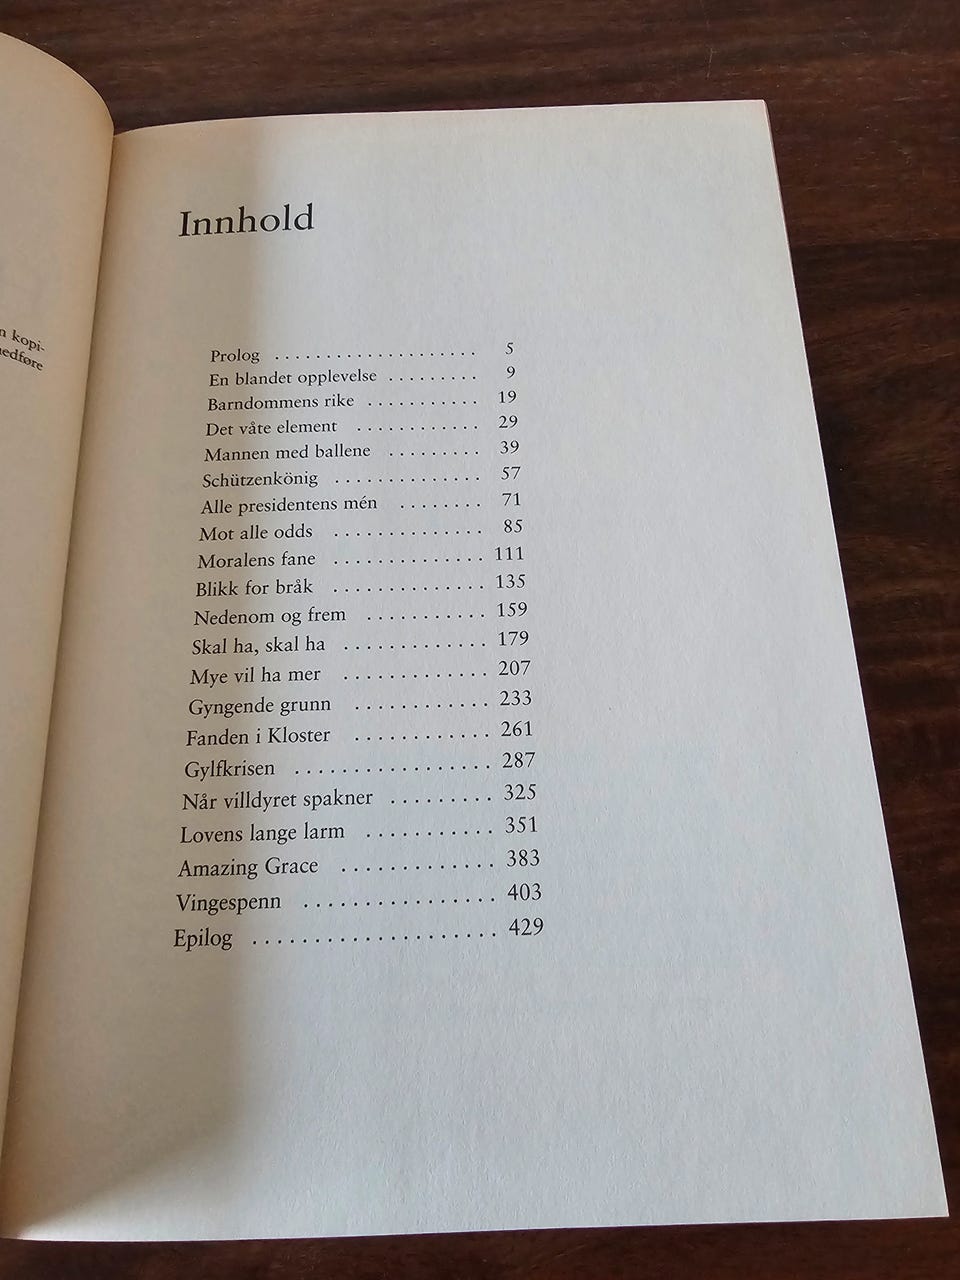 n kopi-
nedføre
Innhold
Prolog . . . . . . . . . . . . . . . . . . . . 5
En blandet opplevelse . . . . . . . . . 9
Barndommens rike . . . . . . . . . . . 19
Det våte element . . . . . . . . . . . . 29
Mannen med ballene . . . . . . . . . 39
Schützenkönig . . . . . . . . . . . . . . 57
Alle presidentens mén . . . . . . . . 71
Mot alle odds . . . . . . . . . . . . . . 85
Moralens fane . . . . . . . . . . . . . . 111
Blikk for bråk . . . . . . . . . . . . . . 135
Nedenom og frem . . . . . . . . . . . 159
Skal ha, skal ha . . . . . . . . . . . . . 179
Mye vil ha mer . . . . . . . . . . . . . 207
Gyngende grunn . . . . . . . . . . . . 233
Fanden i Kloster . . . . . . . . . . . . 261
Gylfkrisen . . . . . . . . . . . . . . . . . 287
Når villdyret spakner . . . . . . . . . 325
Lovens lange larm . . . . . . . . . . . 351
Amazing Grace . . . . . . . . . . . . . 383
Vingespenn . . . . . . . . . . . . . . . . 403
Epilog . . . . . . . . . . . . . . . . . . . . 429